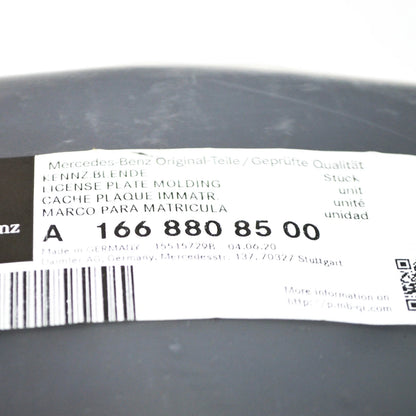 Mercedes-Benz Original-Teile/Geprüfte Qualität
KENNZ.BLENDE Stück
LICENSE PLATE MOLDING unit
CACHE PLAQUE IMMATR. unité
MARCO PARA MATRICULA unidad
nz
A 166 880 85 00
Made in GERMANY 15515729B 04.06.20
Daimler AG, Germany, Mercedesstr. 137, 70327 Stuttgart
More information on